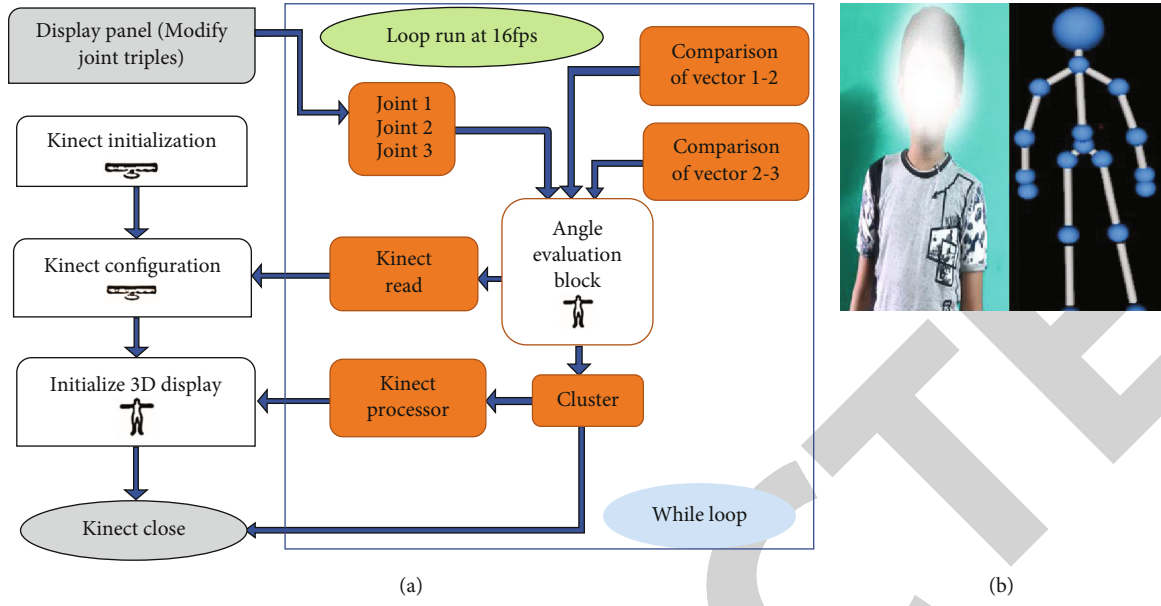 Display panel (Modify
joint triples)
Loop run at 16fps
Comparison
of vector 1-2
Joint 1
Joint 2
Joint 3
Kinect initialization
Comparison
of vector 2-3
Kinect configuration
Kinect
read
Angle
evaluation
block
Initialize 3D display
Kinect
processor
Cluster
Kinect close
While loop
(a)
(b)
CTE